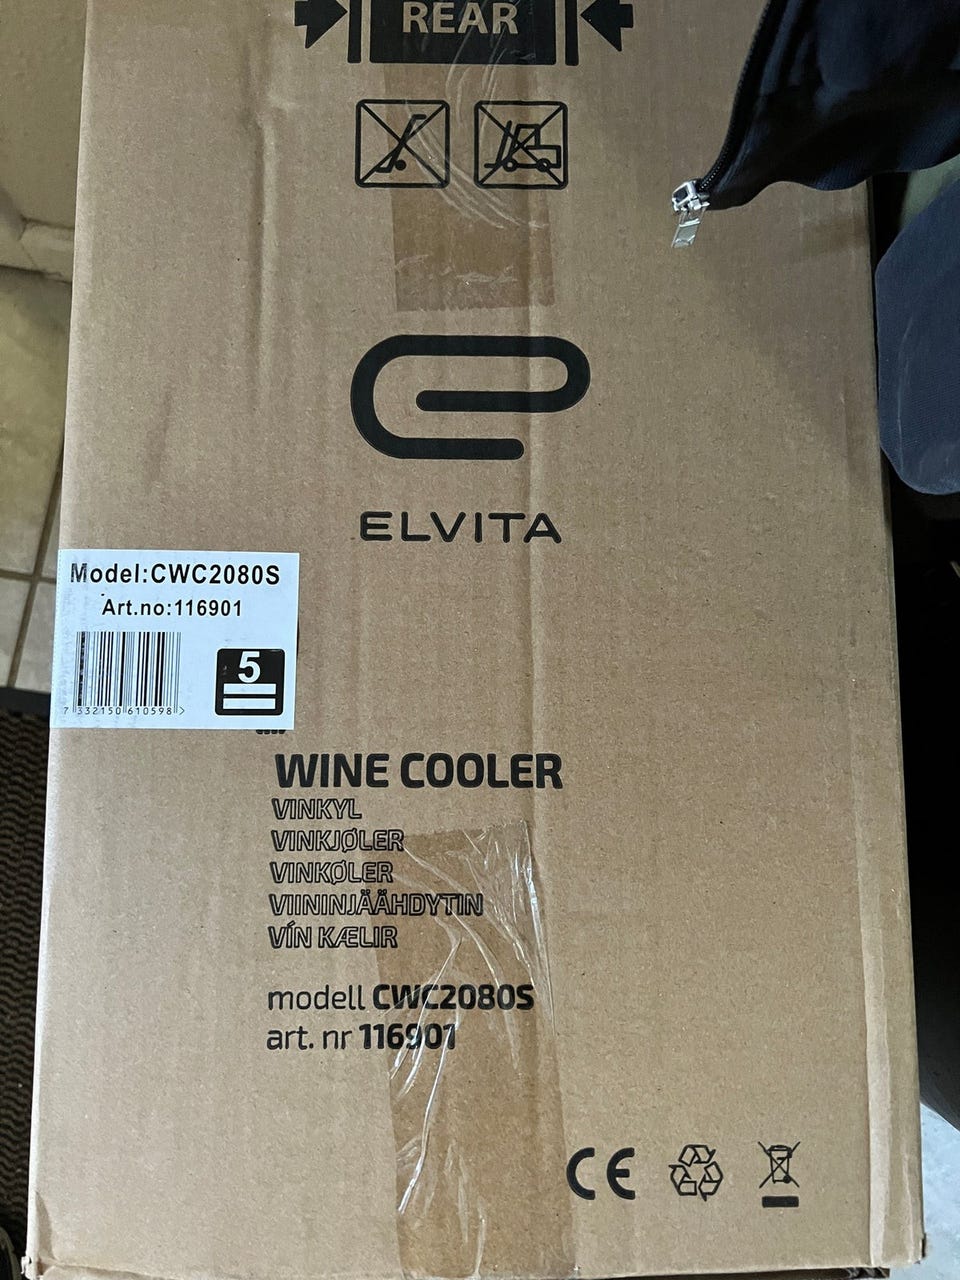 REAR
ELVITA
Model:CWC2080S
Art.no:116901
7 332150 610598 >
5
WINE COOLER
VINKYL
VINKJØLER
VINKØLER
VIININJÄÄHDYTIN
VÍN KÆLIR
modell CWC2080S
art. nr 116901
CE